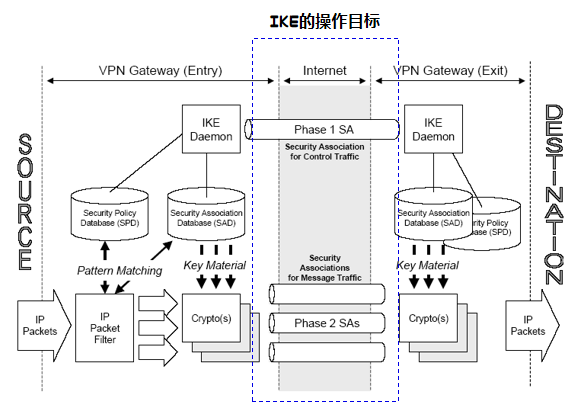 IKE的操作目标
VPN Gateway (Entry)
Internet
VPN Gateway (Exit)
SOURCE
DESTINATION
IKE
Daemon
Phase 1 SA
IKE
Daemon
Security Association
for Control Traffic
Security Policy
Database (SPD)
Security Association
Database (SAD)
Security Association
Database (SAD)
Policy
base (SPD)
Pattern Matching
Key Material
Security
Associations
for Message Traffic
Key Material
IP
Packets
IP
Packet
Filter
Crypto(s)
Phase 2 SAs
Crypto(s)
IP
Packets